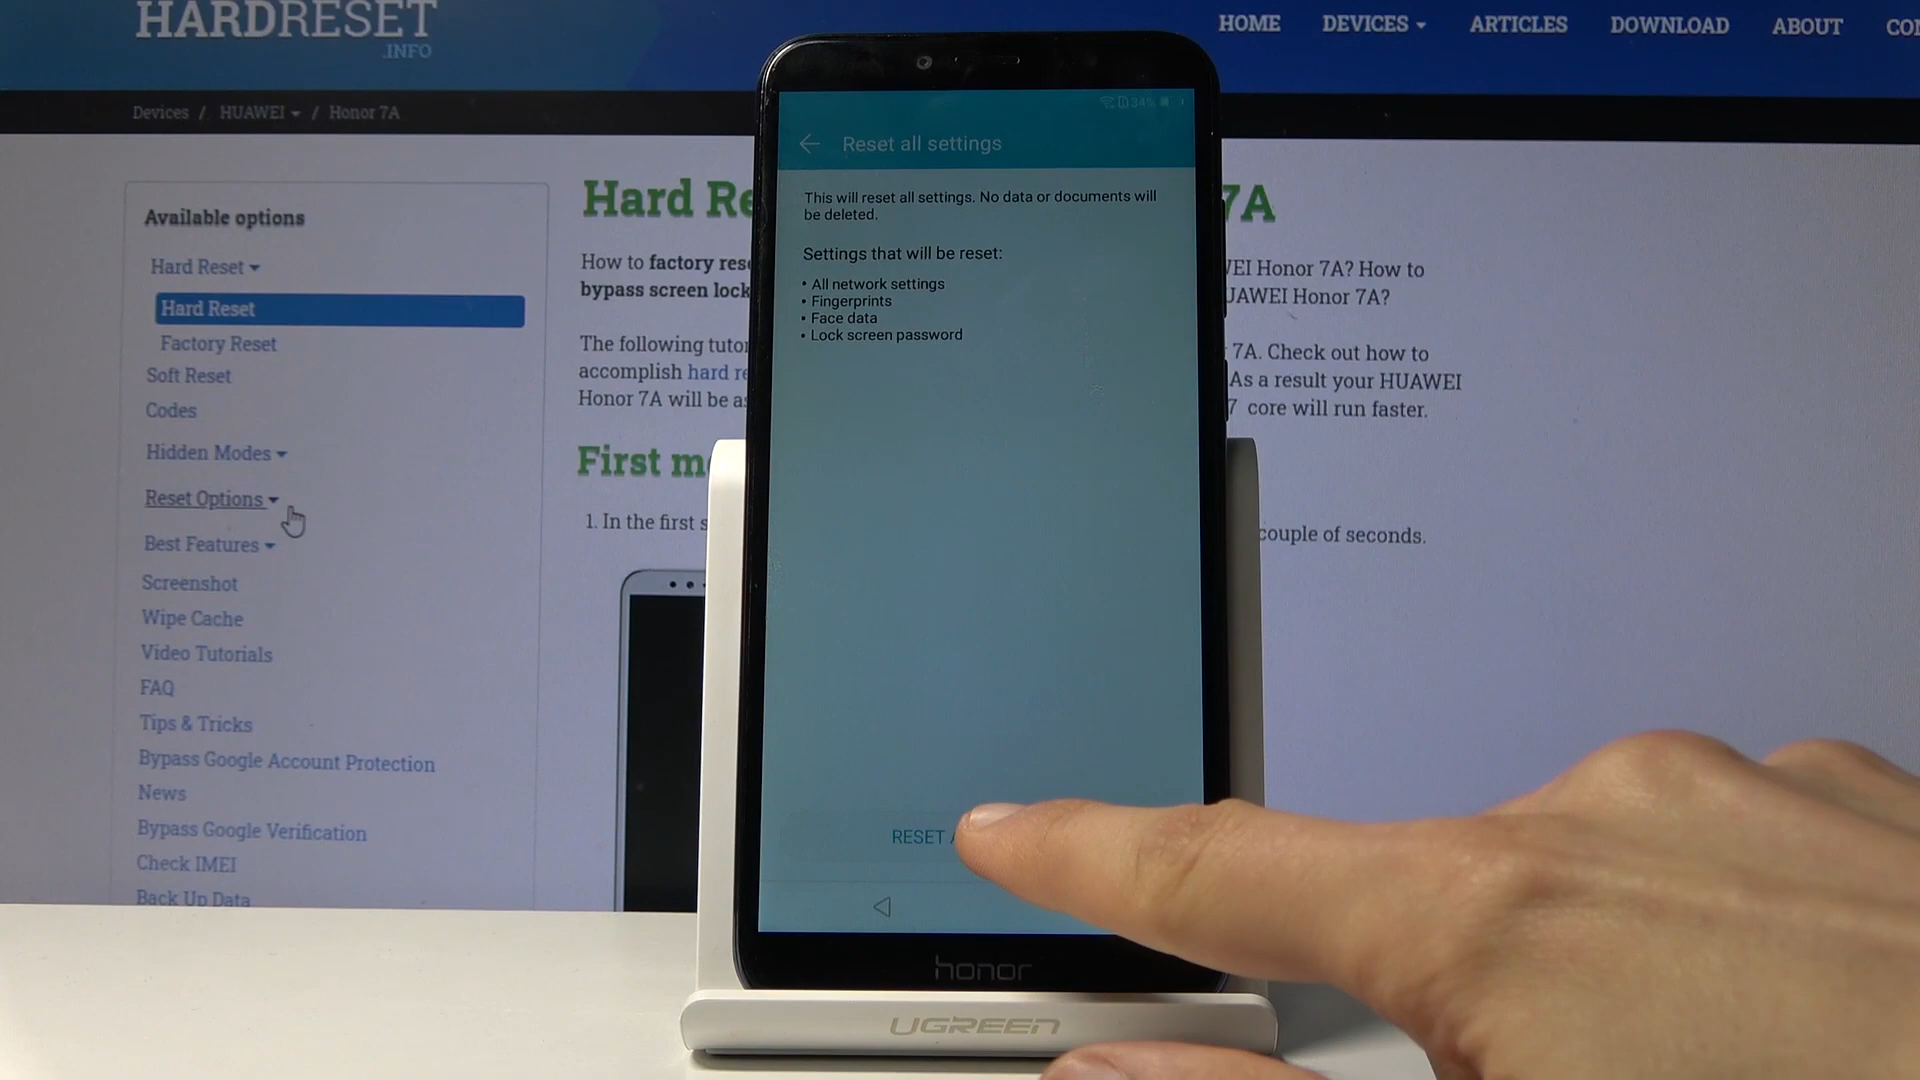 HARDRESET
.INFO
HOME DEVICES ARTICLES DOWNLOAD ABOUT
Devices / HUAWEI / Honor 7A
Available options
Hard Reset
Hard Reset
Factory Reset
Soft Reset
Codes
Hidden Modes
Reset Options
Best Features
Screenshot
Wipe Cache
Video Tutorials
FAQ
Tips & Tricks
Bypass Google Account Protection
News
Bypass Google Verification
Check IMEI
Back Up Data
Hard Re 7A
How to factory res EI Honor 7A? How to
bypass screen lock AWEI Honor 7A?
The following tuto 7A. Check out how to
accomplish hard re As a result your HUAWEI
Honor 7A will be a 7 core will run faster.
First m
1. In the first s couple of seconds.
34%
Reset all settings
This will reset all settings. No data or documents will
be deleted.
Settings that will be reset:
• All network settings
• Fingerprints
• Face data
• Lock screen password
RESET A
honor
UGREEN